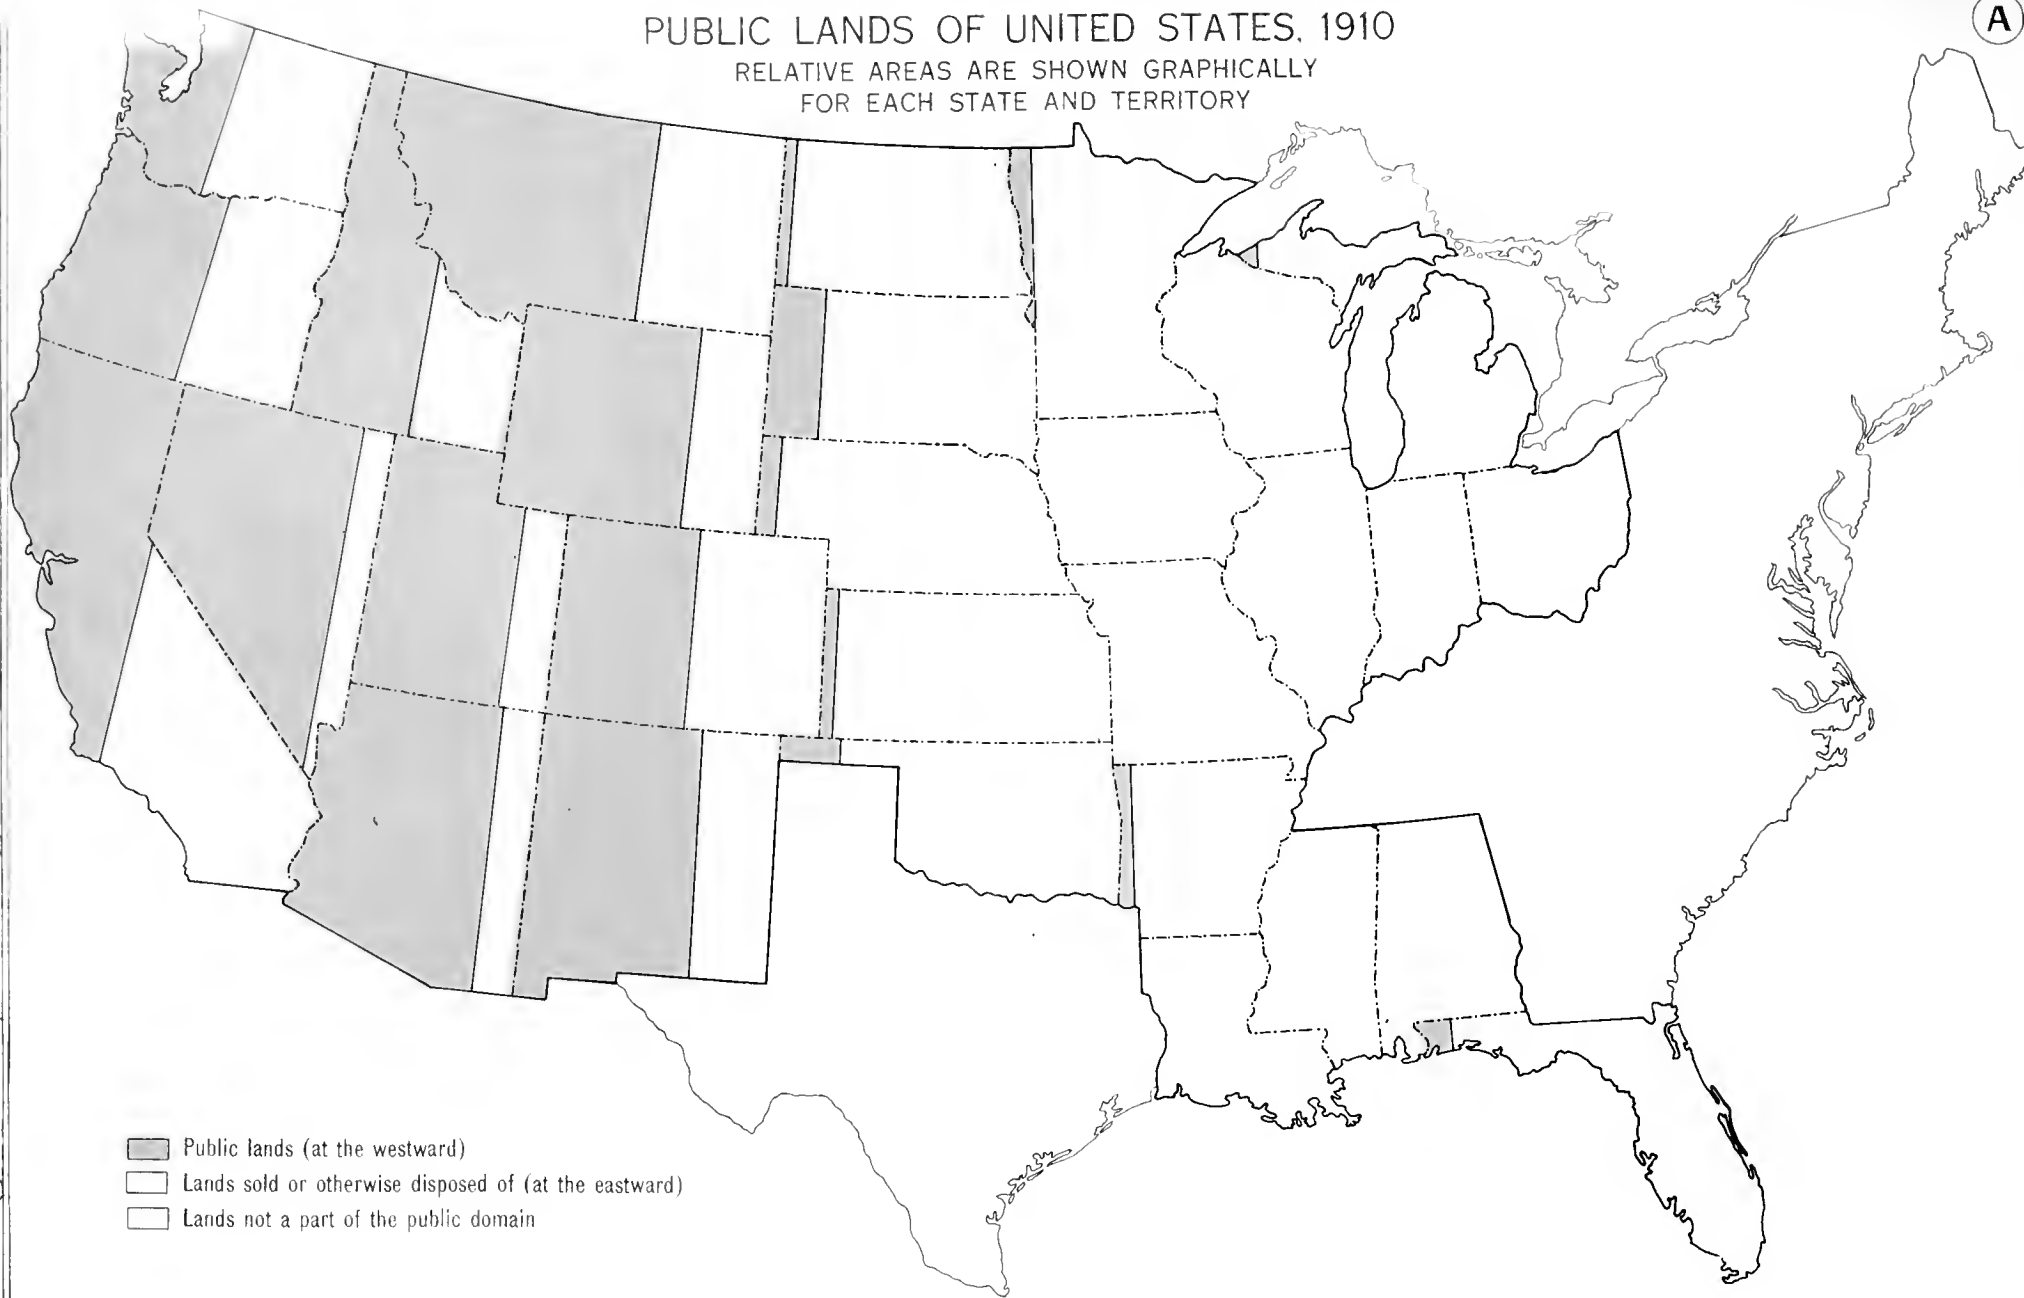 PUBLIC LANDS OF UNITED STATES, 1910
RELATIVE AREAS ARE SHOWN GRAPHICALLY
FOR EACH STATE AND TERRITORY
A
Public lands (at the westward)
Lands sold or otherwise disposed of (at the eastward)
Lands not a part of the public domain